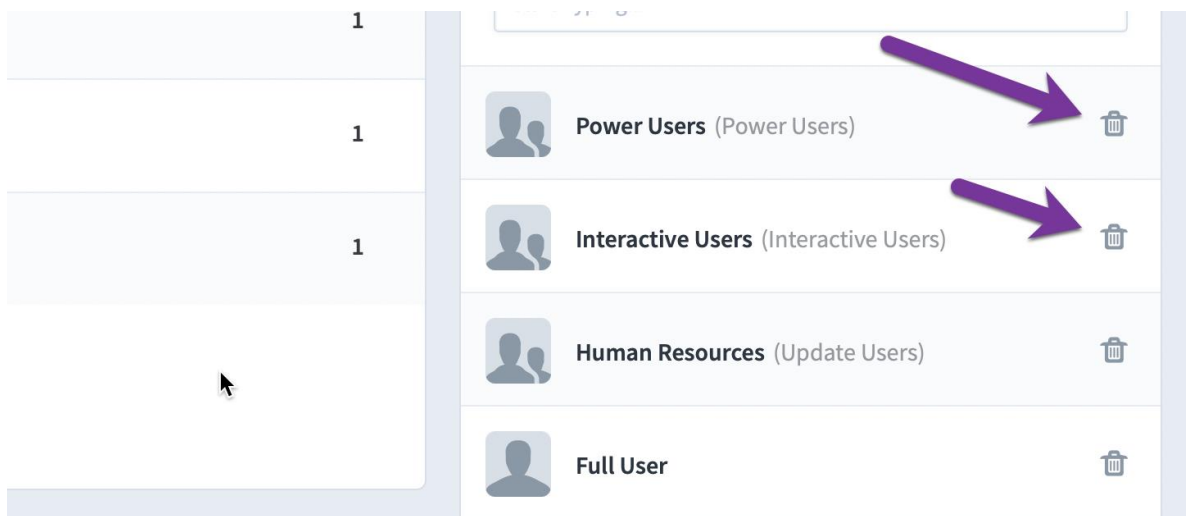 1
1
1
Power Users (Power Users)
Interactive Users (Interactive Users)
Human Resources (Update Users)
Full User